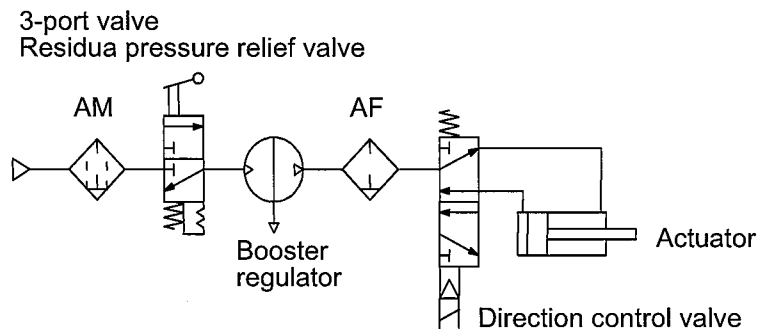 3-port valve
Residua pressure relief valve
AM
AF
Booster
regulator
Actuator
Direction control valve